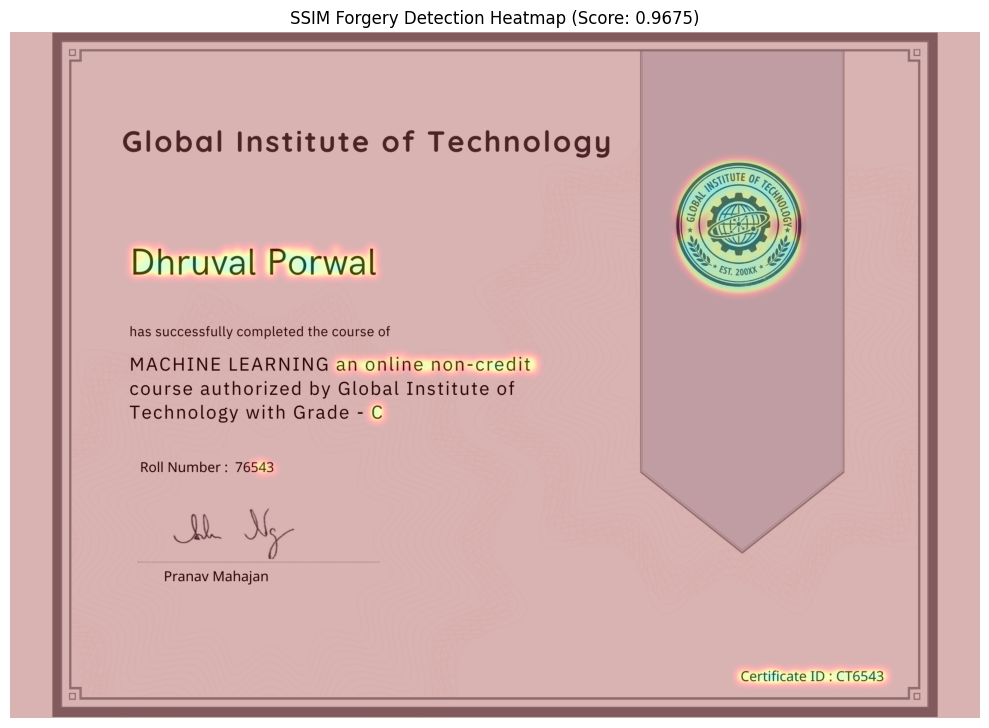 SSIM Forgery Detection Heatmap (Score: 0.9675)
Global Institute of Technology
GLOBAL INSTITUTE OF TECHNOLOGY
EST. 200XX
Dhruval Porwal
has successfully completed the course of
MACHINE LEARNING an online non-credit
course authorized by Global Institute of
Technology with Grade - C
Roll Number : 76543
Pranav Mahajan
Certificate ID : CT6543